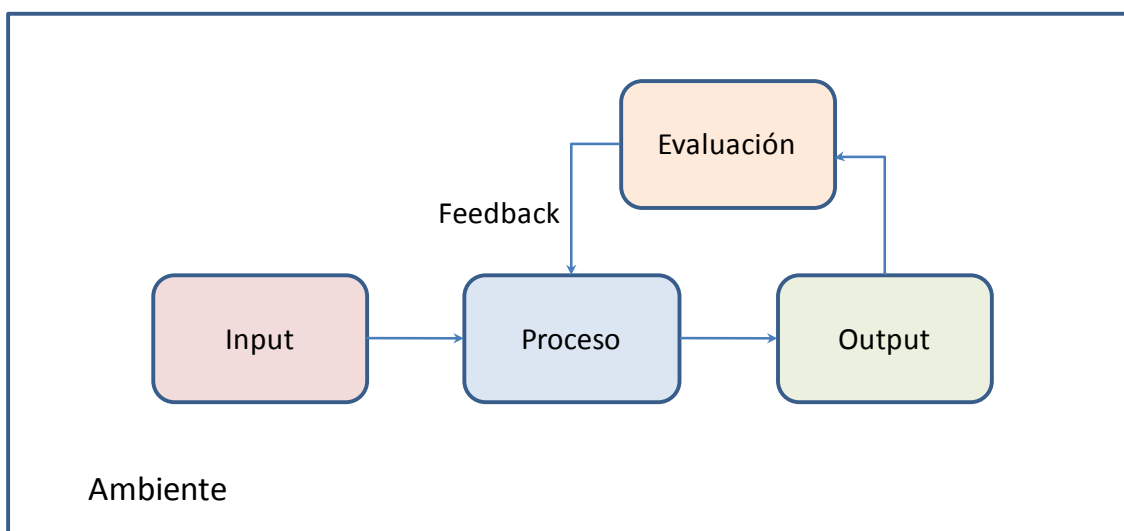 Evaluación
Feedback
Input
Proceso
Output
Ambiente